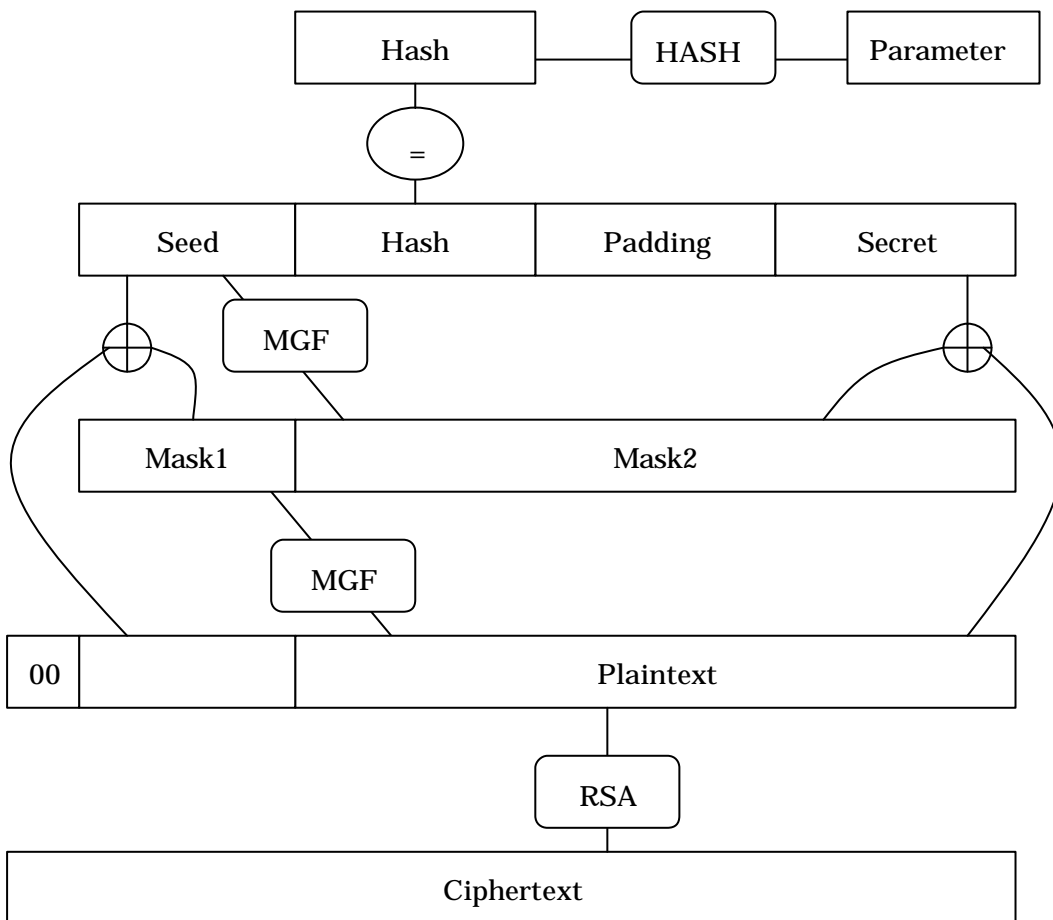 Hash HASH Parameter
=
Seed Hash Padding Secret
MGF
Mask1 Mask2
MGF
00 Plaintext
RSA
Ciphertext